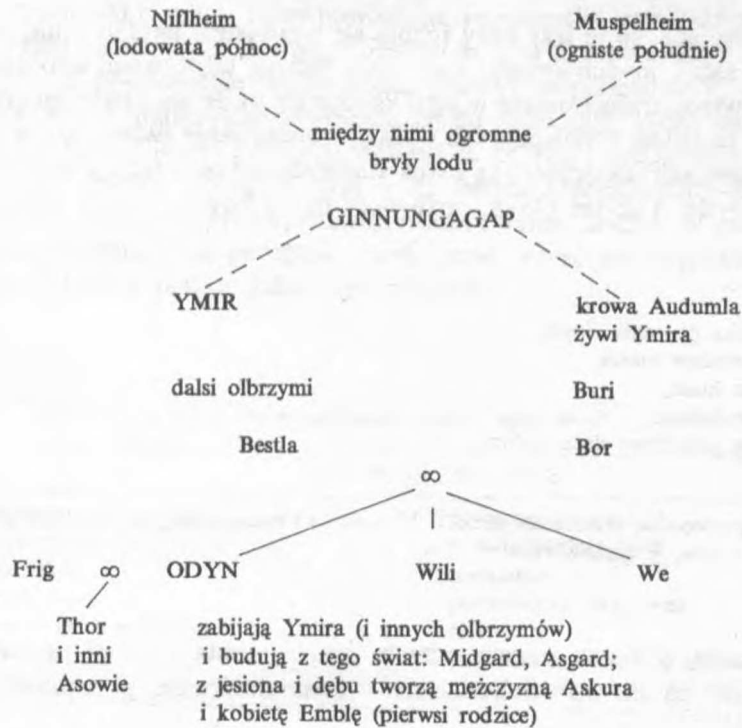 Niflheim
(lodowata północ)
Muspelheim
(ogniste południe)
między nimi ogromne
bryły lodu
GINNUNGAGAP
YMIR
krowa Audumla
żywi Ymira
dalsi olbrzymi
Buri
Bestla
Bor
∞
Frig ∞ ODYN Wili We
Thor
i inni
Asowie
zabijają Ymira (i innych olbrzymów)
i budują z tego świat: Midgard, Asgard;
z jesiona i dębu tworzą mężczyzną Askura
i kobietę Emblę (pierwsi rodzice)